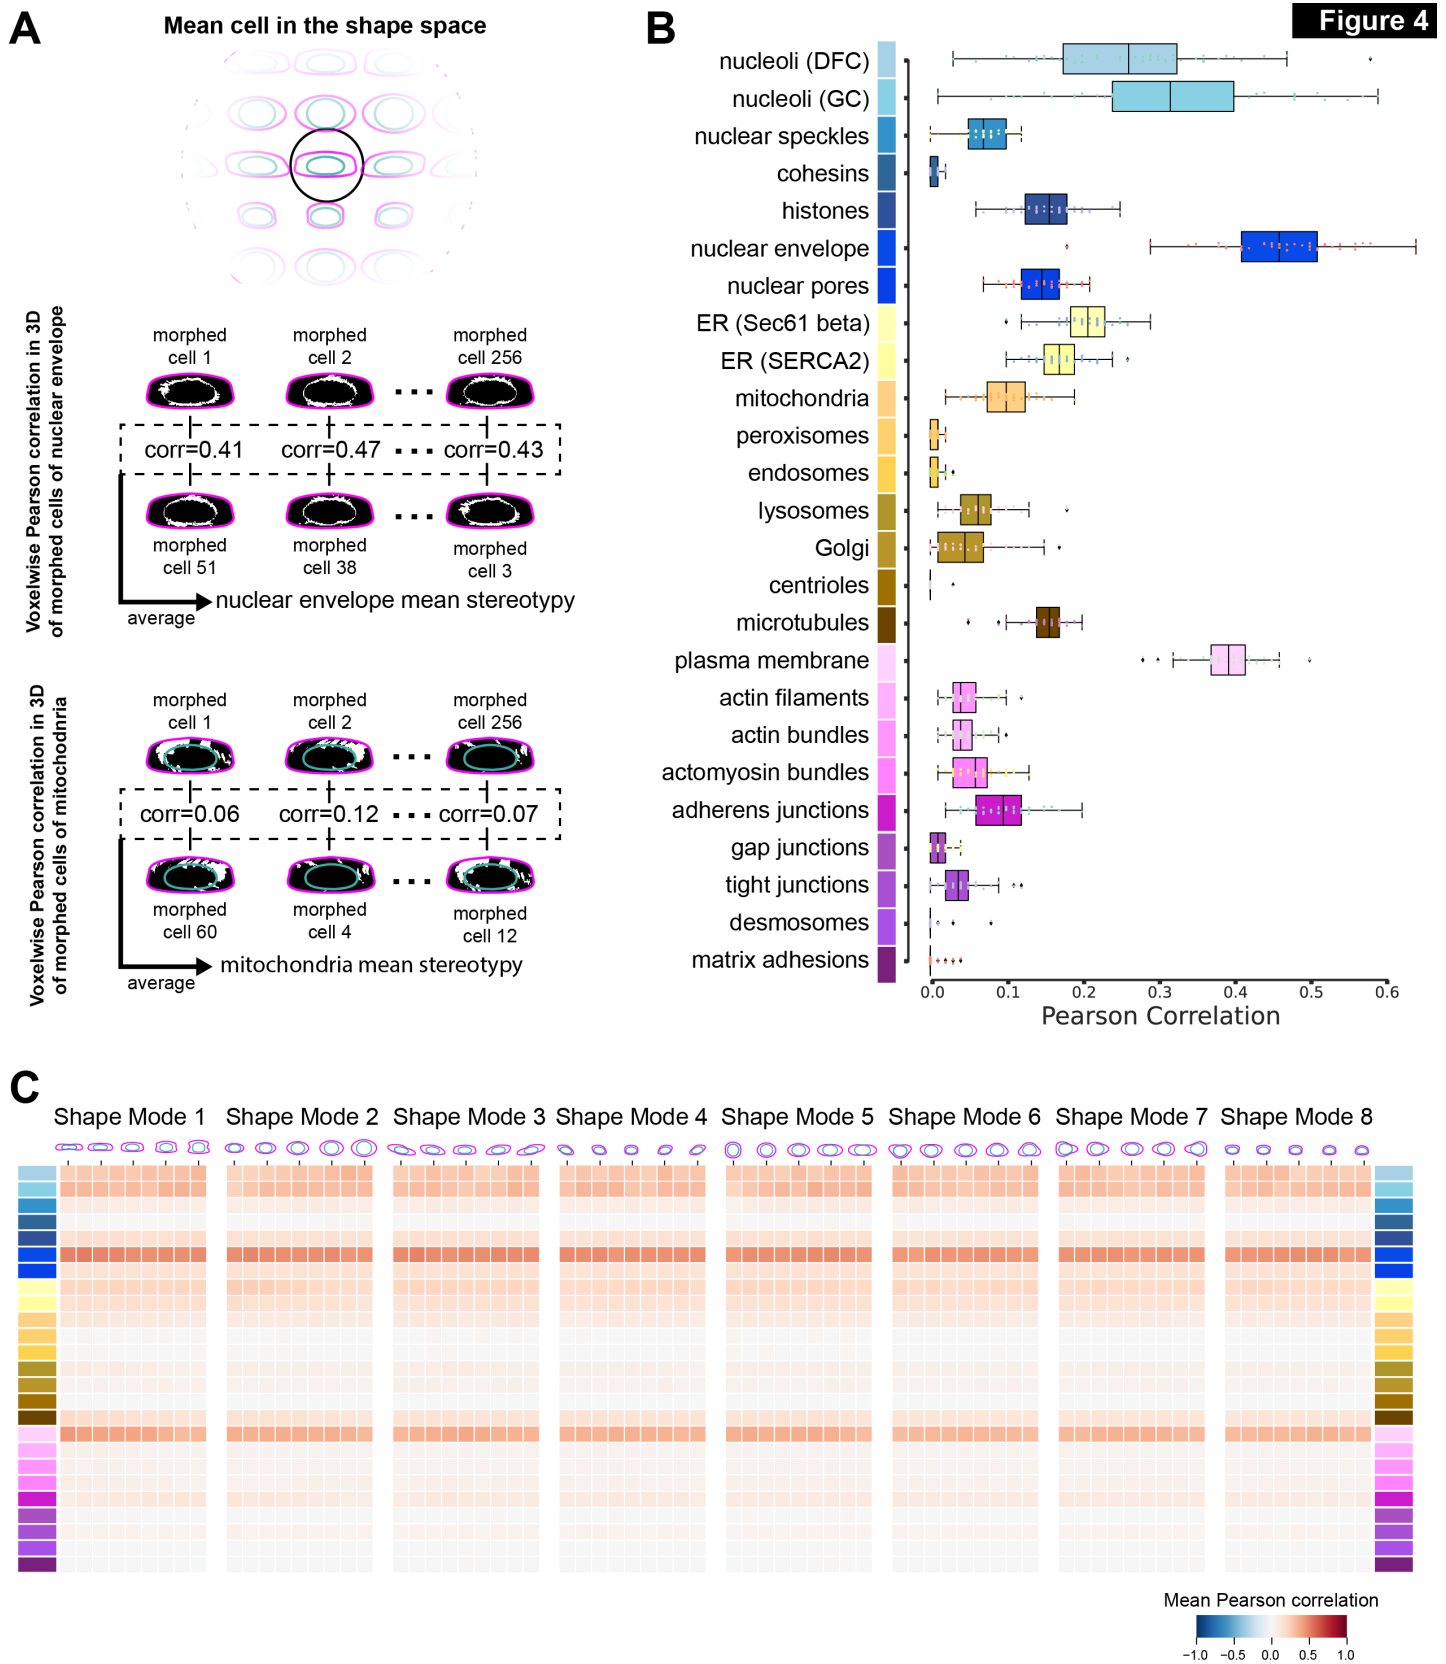 Figure 4
A
Mean cell in the shape space
Voxelwise Pearson correlation in 3D
of morphed cells of nuclear envelope
morphed
cell 1
morphed
cell 2
morphed
cell 256
corr=0.41
corr=0.47
corr=0.43
morphed
cell 51
morphed
cell 38
morphed
cell 3
average
nuclear envelope mean stereotypy
Voxelwise Pearson correlation in 3D
of morphed cells of mitochodnria
morphed
cell 1
morphed
cell 2
morphed
cell 256
corr=0.06
corr=0.12
corr=0.07
morphed
cell 60
morphed
cell 4
morphed
cell 12
average
mitochondria mean stereotypy
B
nucleoli (DFC)
nucleoli (GC)
nuclear speckles
cohesins
histones
nuclear envelope
nuclear pores
ER (Sec61 beta)
ER (SERCA2)
mitochondria
peroxisomes
endosomes
lysosomes
Golgi
centrioles
microtubules
plasma membrane
actin filaments
actin bundles
actomyosin bundles
adherens junctions
gap junctions
tight junctions
desmosomes
matrix adhesions
0.0 0.1 0.2 0.3 0.4 0.5 0.6
Pearson Correlation
C
Shape Mode 1 Shape Mode 2 Shape Mode 3 Shape Mode 4 Shape Mode 5 Shape Mode 6 Shape Mode 7 Shape Mode 8
Mean Pearson correlation
−1.0 −0.5 0.0 0.5 1.0